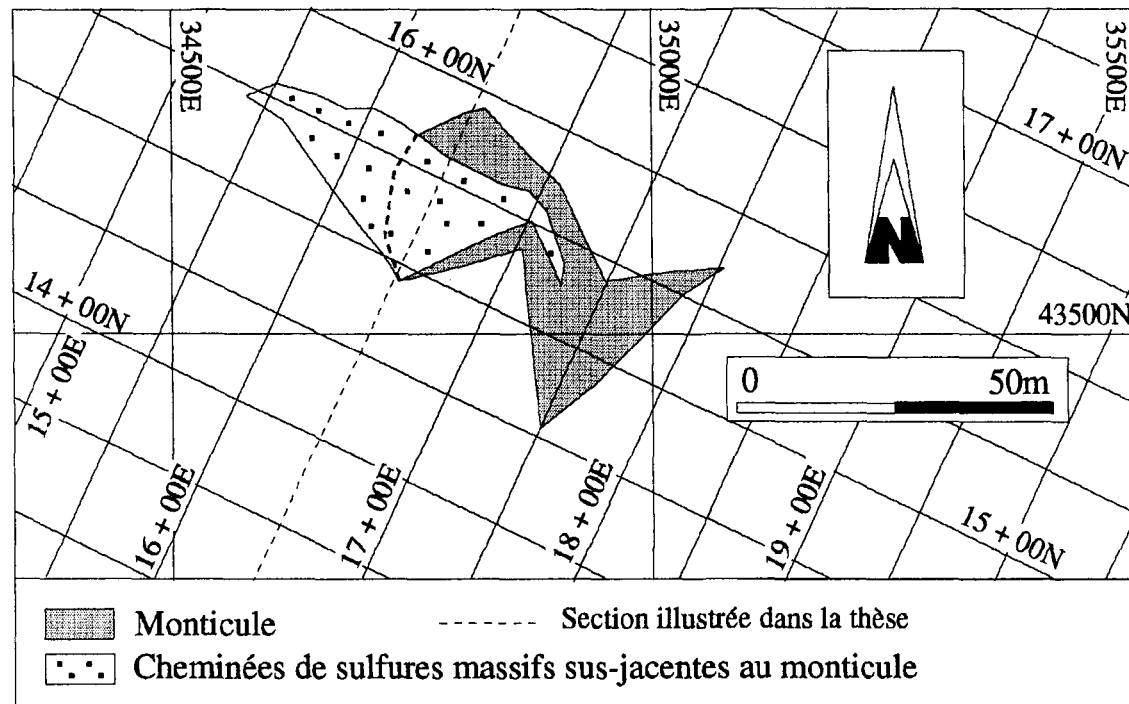 34500E
16 + 00N
35000E
35500E
17 + 00N
N
14 + 00N
43500N
15 + 00E
0 50m
16 + 00E
17 + 00E
18 + 00E
19 + 00E
15 + 00N
Monticule
Section illustrée dans la thèse
Cheminées de sulfures massifs sus-jacentes au monticule